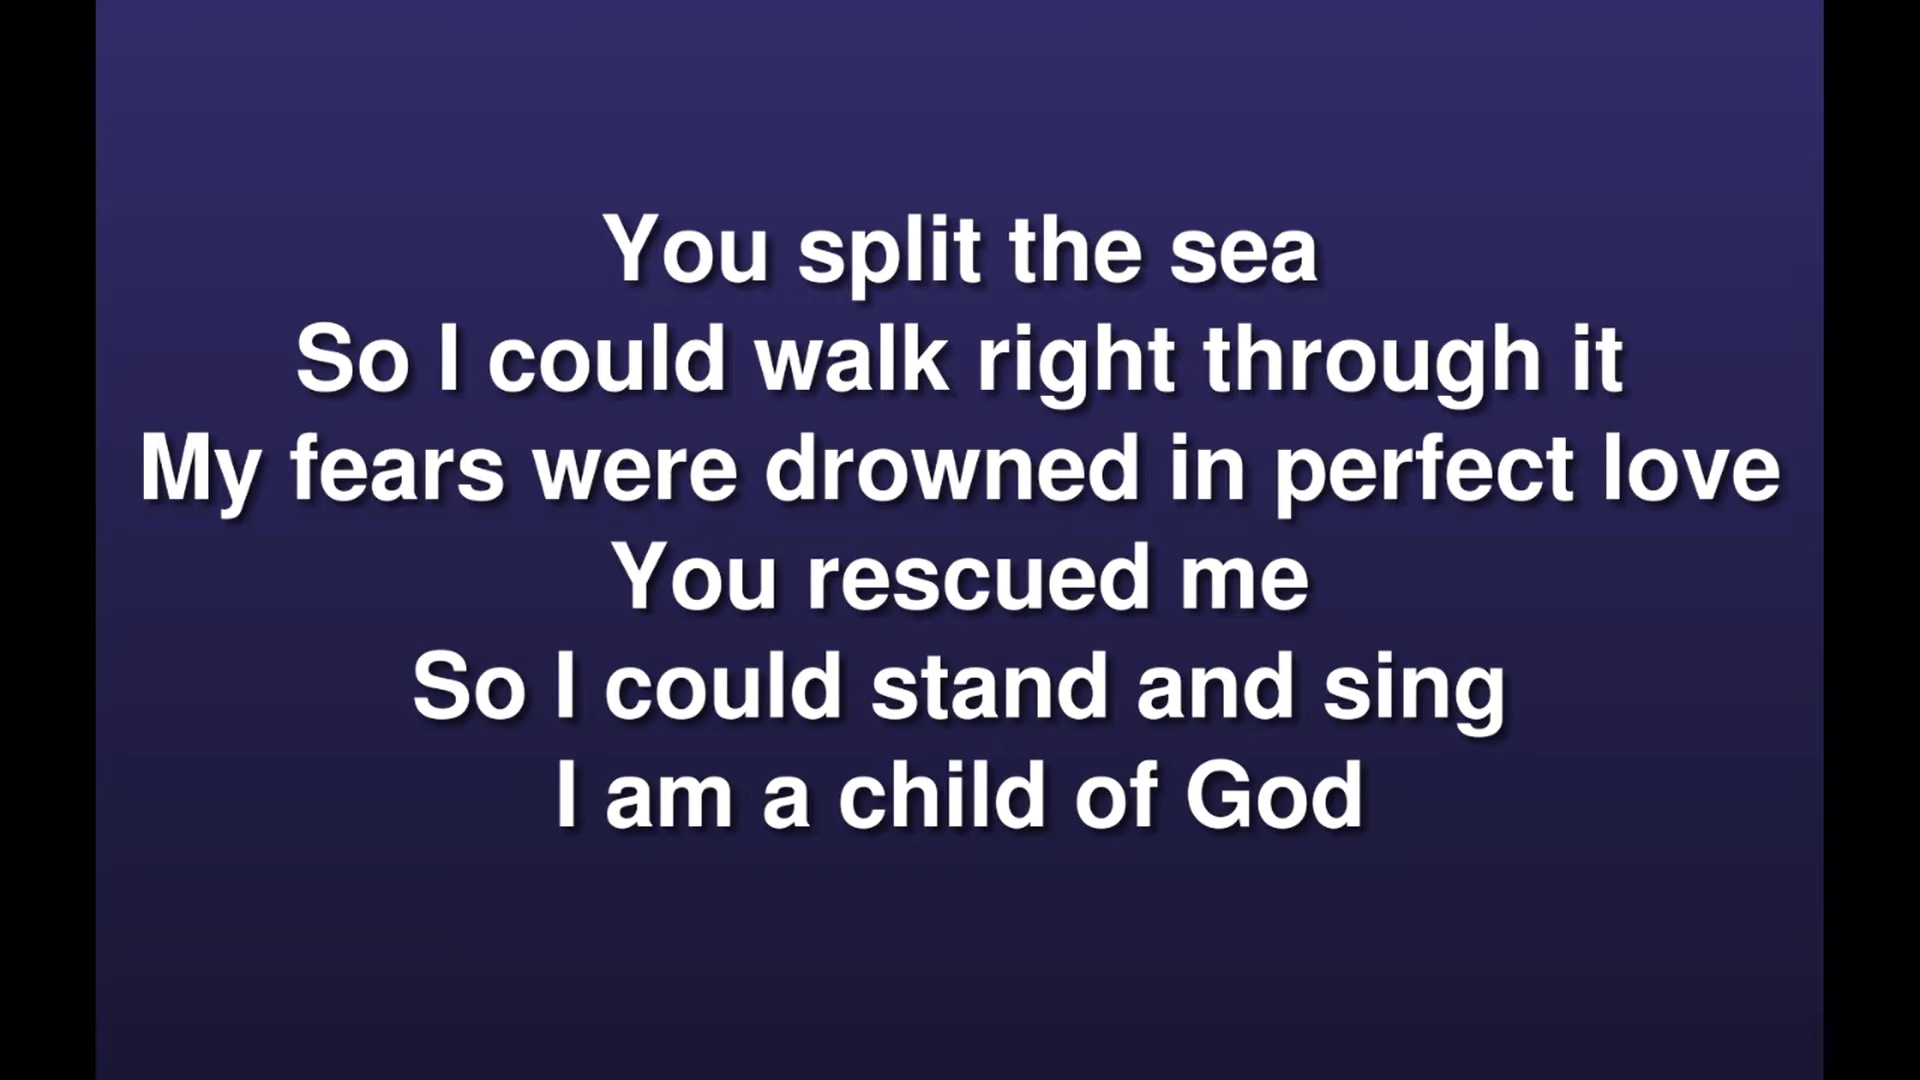 You split the sea
So I could walk right through it
My fears were drowned in perfect love
You rescued me
So I could stand and sing
I am a child of God